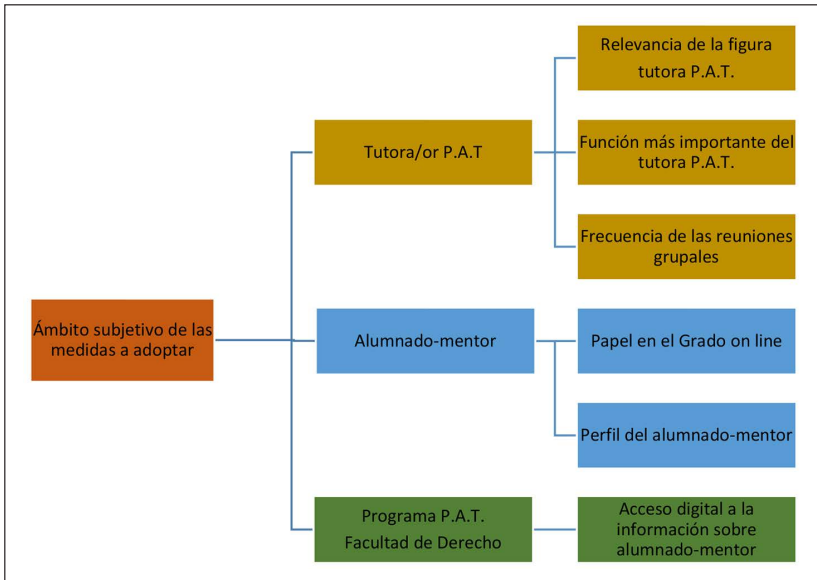 Ámbito subjetivo de las
medidas a adoptar
Tutora/or P.A.T
Relevancia de la figura
tutora P.A.T.
Función más importante del
tutora P.A.T.
Frecuencia de las reuniones
grupales
Alumnado-mentor
Papel en el Grado on line
Perfil del alumnado-mentor
Programa P.A.T.
Facultad de Derecho
Acceso digital a la
información sobre
alumnado-mentor